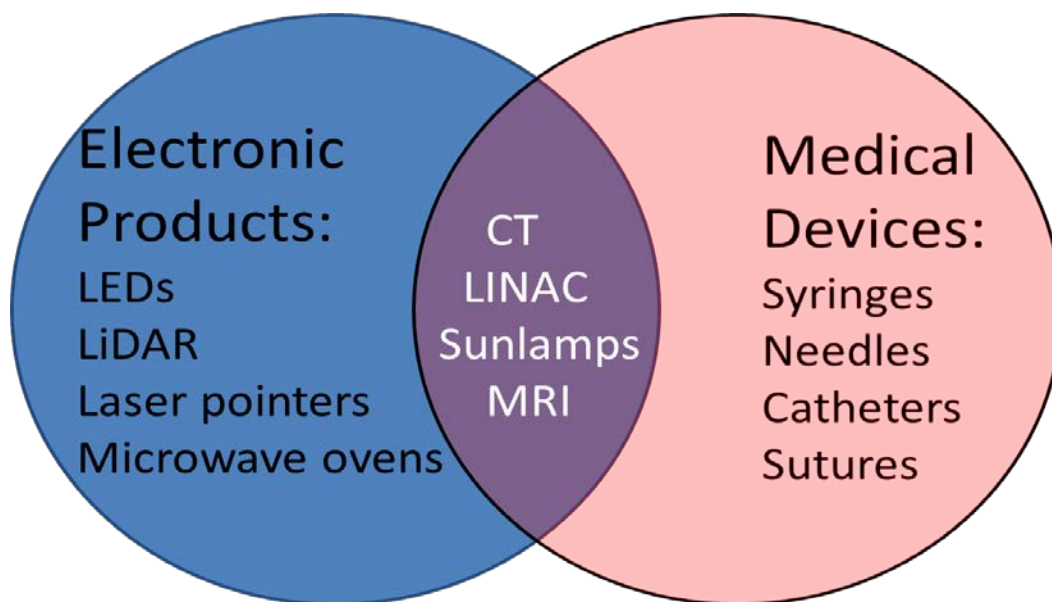 Electronic
Products:
LEDs
LiDAR
Laser pointers
Microwave ovens
CT
LINAC
Sunlamps
MRI
Medical
Devices:
Syringes
Needles
Catheters
Sutures